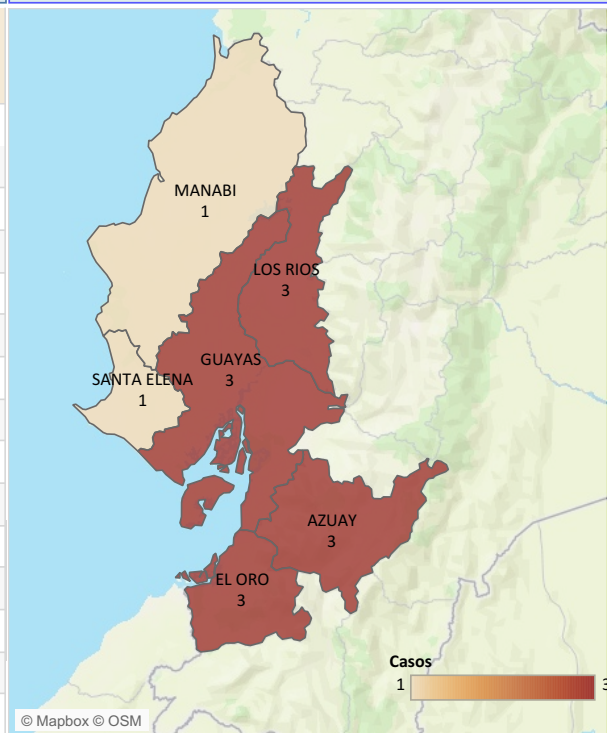 MANABI
1
LOS RIOS
3
GUAYAS
3
SANTA ELENA
1
AZUAY
3
EL ORO
3
Casos
1 3
© Mapbox © OSM